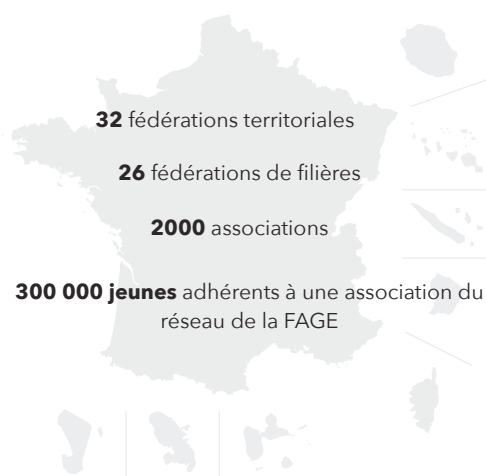 32 fédérations territoriales
26 fédérations de filières
2000 associations
300 000 jeunes adhérents à une association du
réseau de la FAGE